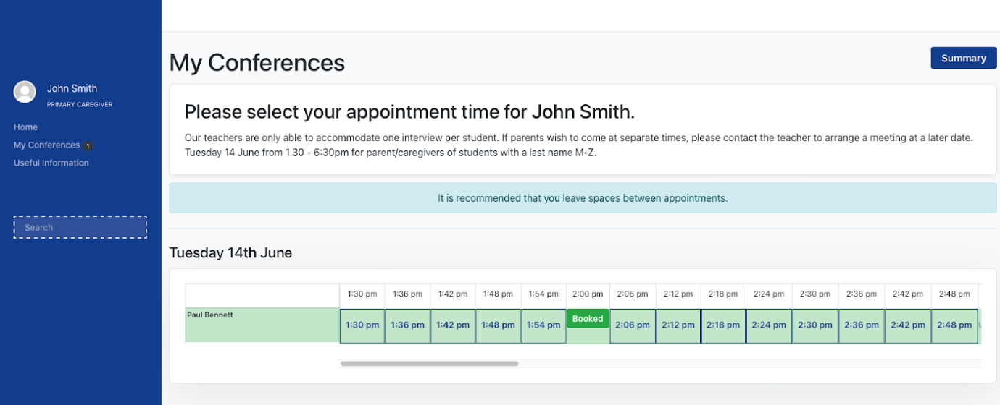 John Smith
PRIMARY CAREGIVER
Home
My Conferences 1
Useful Information
Search
My Conferences
Summary
Please select your appointment time for John Smith.
Our teachers are only able to accommodate one interview per student. If parents wish to come at separate times, please contact the teacher to arrange a meeting at a later date.
Tuesday 14 June from 1.30 - 6:30pm for parent/caregivers of students with a last name M-Z.
It is recommended that you leave spaces between appointments.
Tuesday 14th June
1:30 pm 1:36 pm 1:42 pm 1:48 pm 1:54 pm 2:00 pm 2:06 pm 2:12 pm 2:18 pm 2:24 pm 2:30 pm 2:36 pm 2:42 pm 2:48 pm
Paul Bennett
1:30 pm 1:36 pm 1:42 pm 1:48 pm 1:54 pm Booked 2:06 pm 2:12 pm 2:18 pm 2:24 pm 2:30 pm 2:36 pm 2:42 pm 2:48 pm